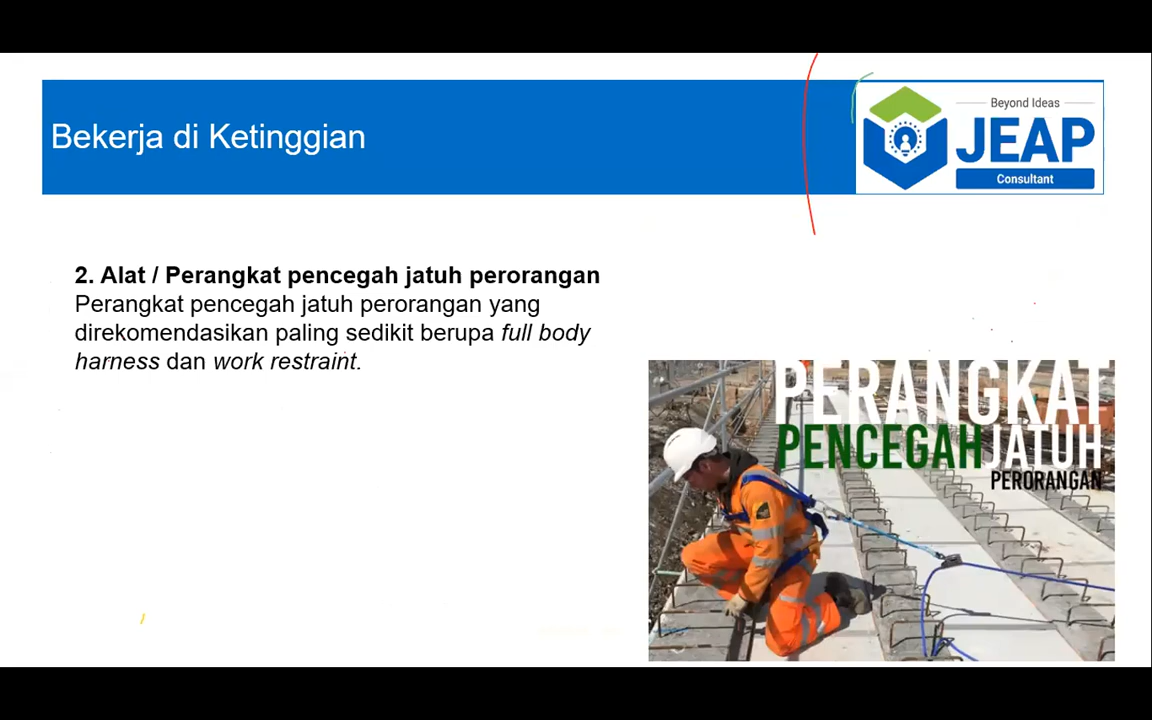 Bekerja di Ketinggian
Beyond Ideas
JEAP
Consultant
2. Alat / Perangkat pencegah jatuh perorangan
Perangkat pencegah jatuh perorangan yang
direkomendasikan paling sedikit berupa full body
harness dan work restraint.
PERANGKAT
PENCEGAH JATUH
PERORANGAN